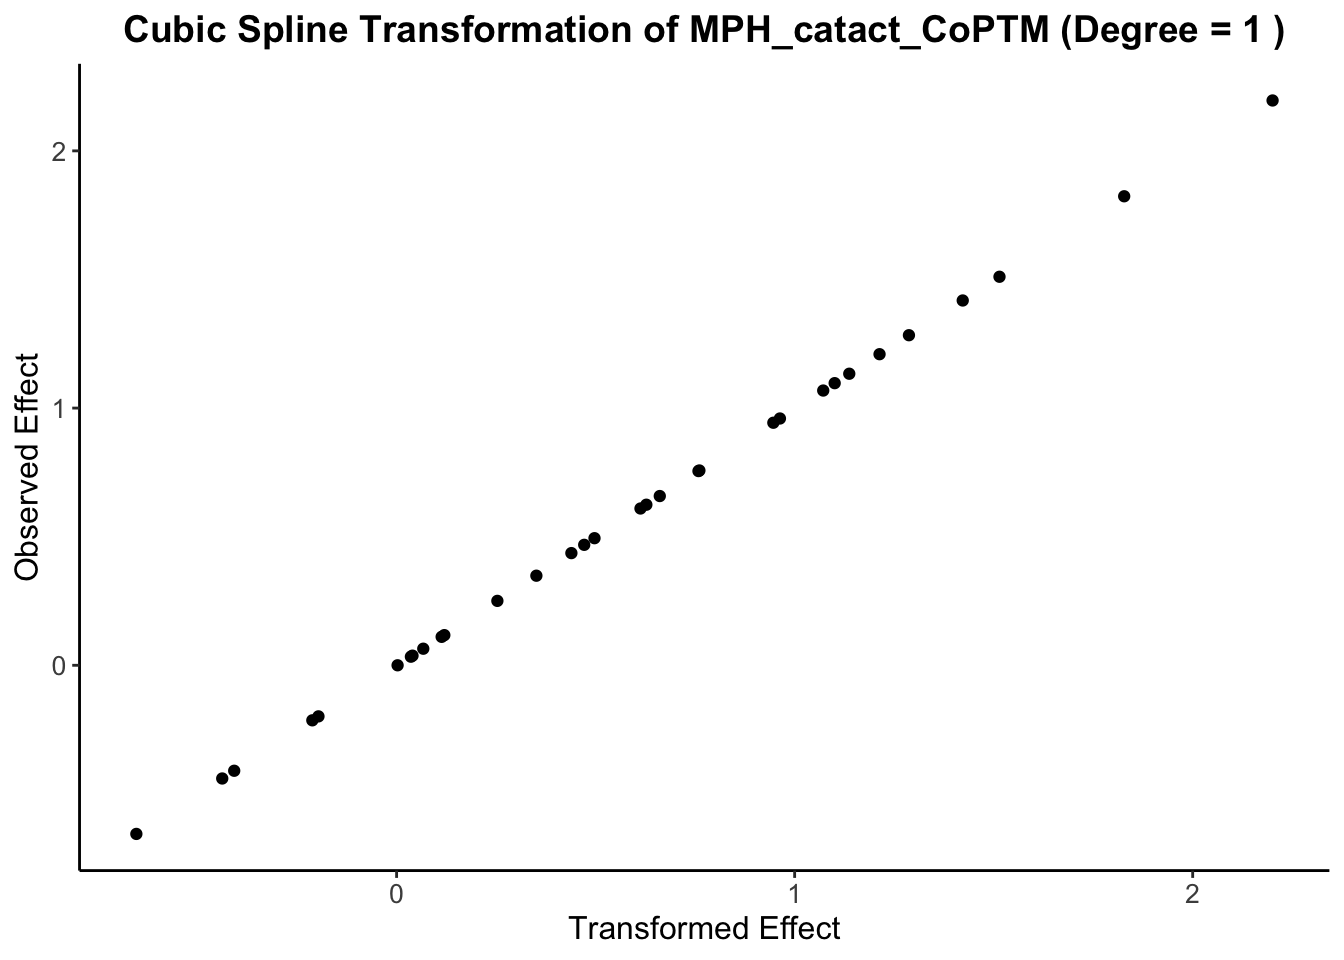 Cubic Spline Transformation of MPH_catact_CoPTM (Degree = 1 )
2
1
0
Observed Effect
0 1 2
Transformed Effect